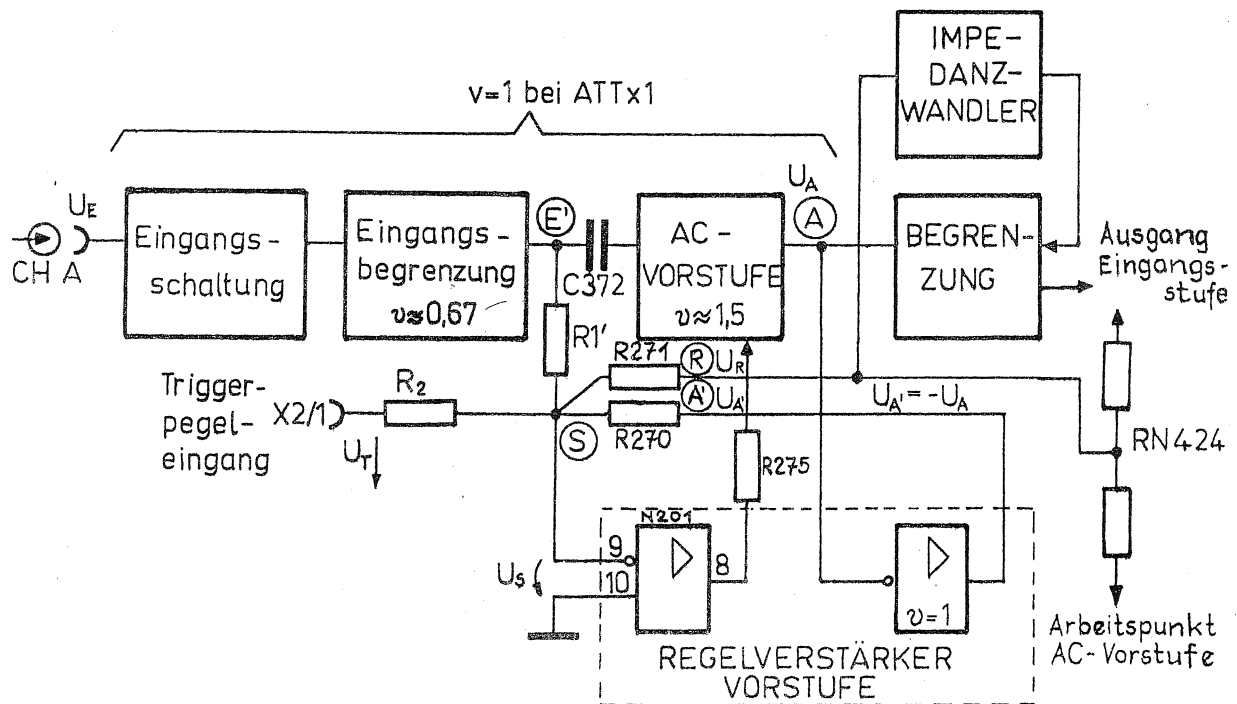 IMPE-
DANZ-
WANDLER
v=1 bei ATTx1
U_E
CH A
Eingangs-
schaltung
Eingangs-
begrenzung
v≈0,67
E'
C372
AC-
VORSTUFE
v≈1,5
U_A
A
BEGREN-
ZUNG
Ausgang
Eingangs-
stufe
R1'
R271
R U_R
A' U_A'
U_A' = -U_A
Trigger-
pegel-
eingang
X2/1
R_2
U_T
S
R270
R275
RN424
N201
9
10
8
U_S
v=1
REGELVERSTÄRKER
VORSTUFE
Arbeitspunkt
AC-Vorstufe